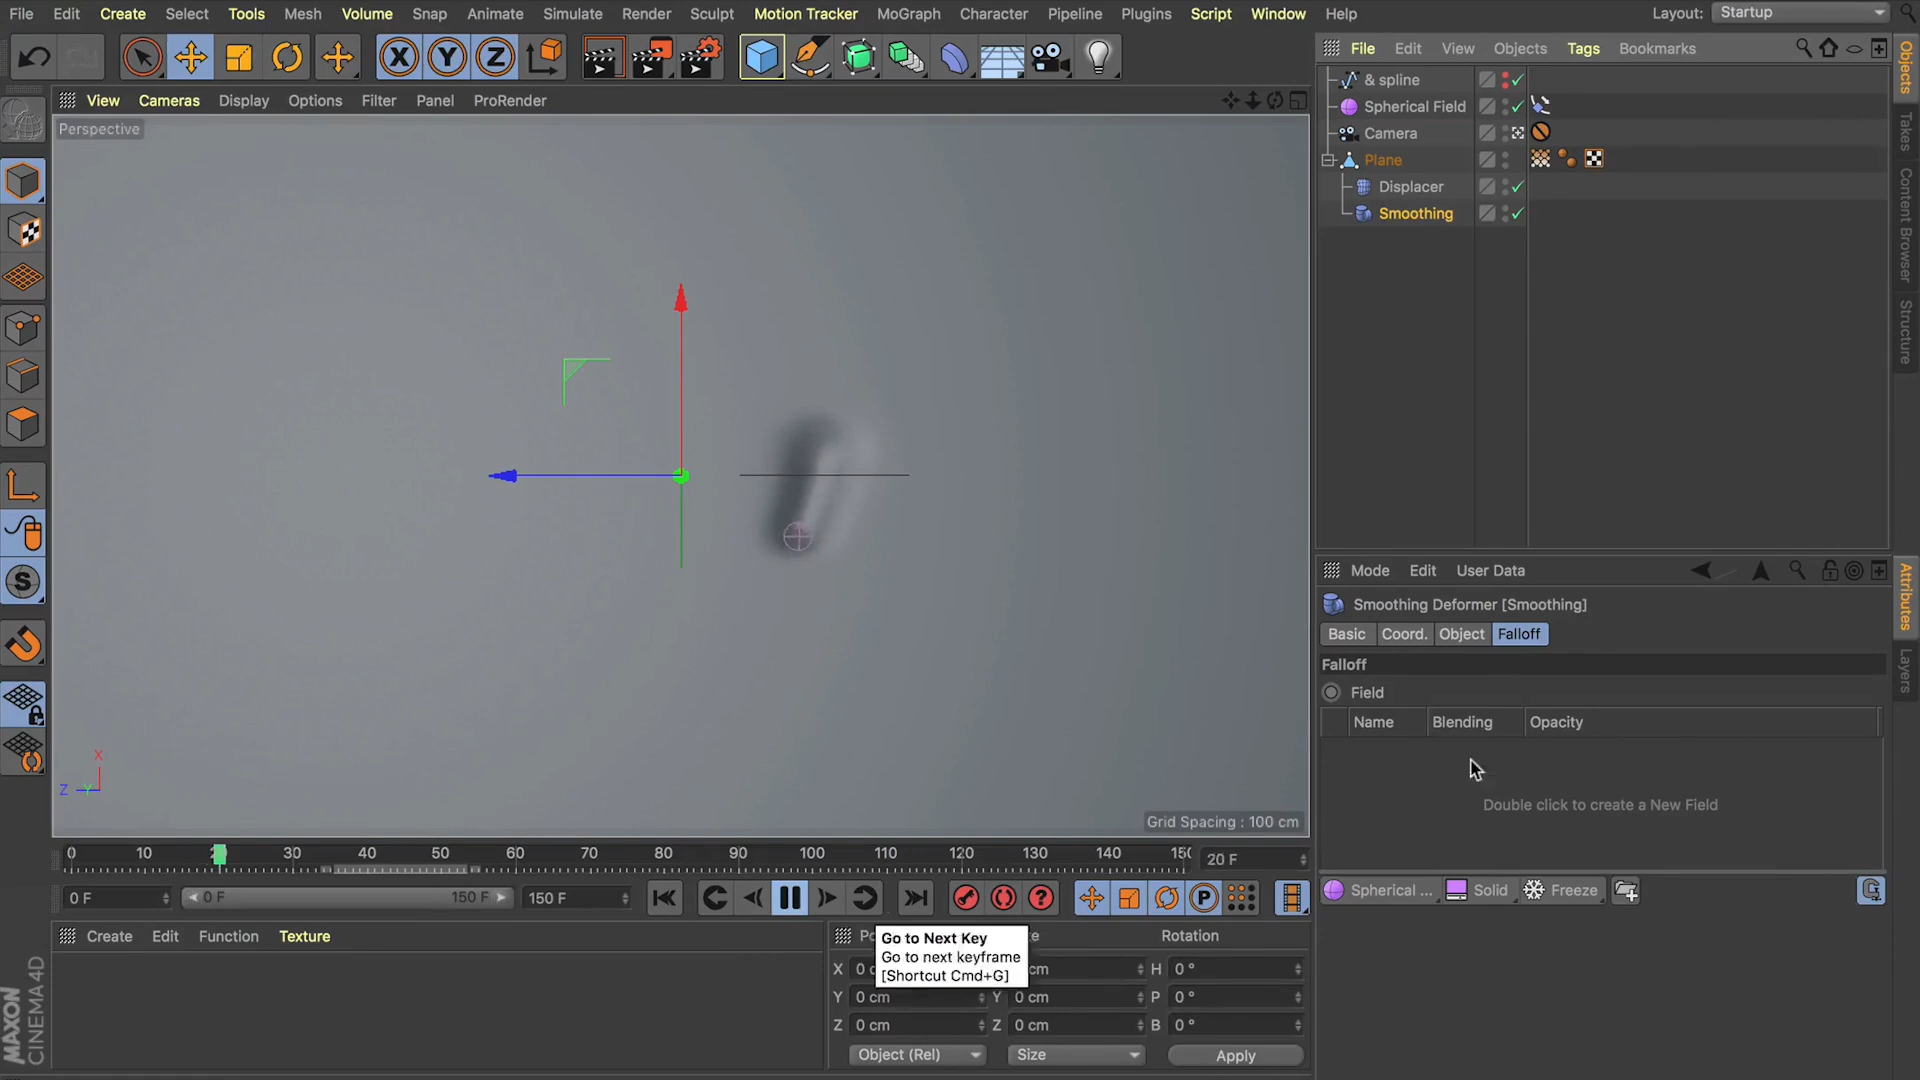 File Edit Create Select Tools Mesh Volume Snap Animate Simulate Render Sculpt Motion Tracker MoGraph Character Pipeline Plugins Script Window Help Layout: Startup
X Y Z
File Edit View Objects Tags Bookmarks
View Cameras Display Options Filter Panel ProRender
Perspective
& spline
Spherical Field
Camera
Plane
Displacer
Smoothing
Objects
Takes
Content Browser
Structure
Mode Edit User Data
Smoothing Deformer [Smoothing]
Basic Coord. Object Falloff
Falloff
Field
Name Blending Opacity
Double click to create a New Field
Spherical ... Solid Freeze
Attributes
Layers
S
X
Z Y
Grid Spacing : 100 cm
0 10 20 30 40 50 60 70 80 90 100 110 120 130 140 150 20 F
0 F 0 F 150 F 150 F
P
Create Edit Function Texture
Go to Next Key
Go to next keyframe
[Shortcut Cmd+G]
Rotation
X cm H 0 °
Y 0 cm Y 0 cm P 0 °
Z 0 cm Z 0 cm B 0 °
Object (Rel) Size Apply
MAXON
CINEMA 4D